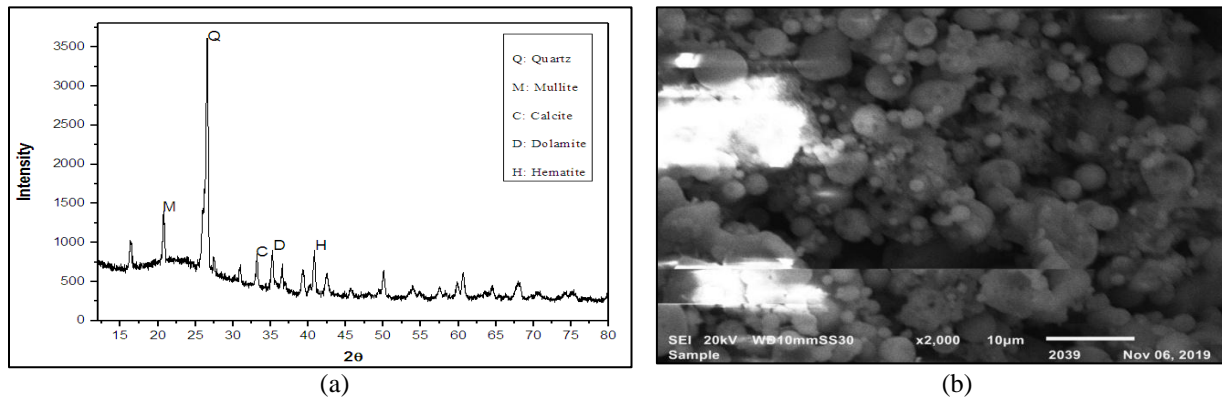 3500
3000
2500
2000
1500
1000
500
0
Intensity
Q
M
C
D
H
Q: Quartz
M: Mullite
C: Calcite
D: Dolamite
H: Hematite
15 20 25 30 35 40 45 50 55 60 65 70 75 80
2θ
(a)
SEI 20kV WD10mmSS30 x2,000 10µm
Sample 2039 Nov 06, 2019
(b)